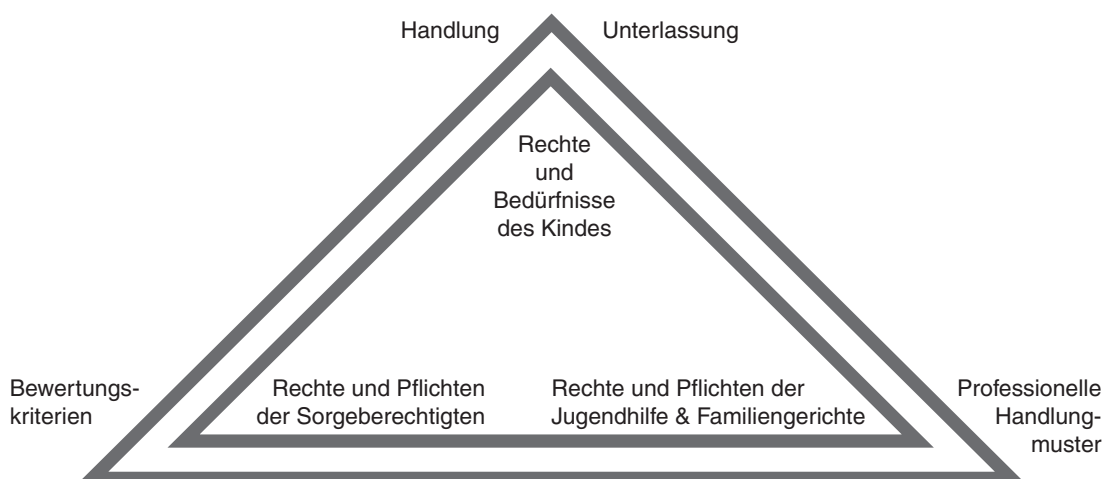 Handlung
Unterlassung
Rechte
und
Bedürfnisse
des Kindes
Bewertungs-
kriterien
Rechte und Pflichten
der Sorgeberechtigten
Rechte und Pflichten der
Jugendhilfe & Familiengerichte
Professionelle
Handlung-
muster